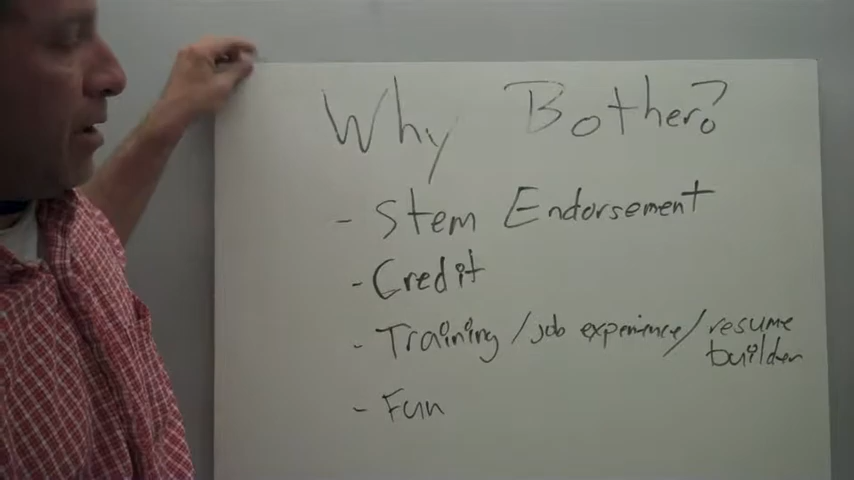 Why Bother?
- Stem Endorsement
- Credit
- Training / job experience / resume
builder
- Fun